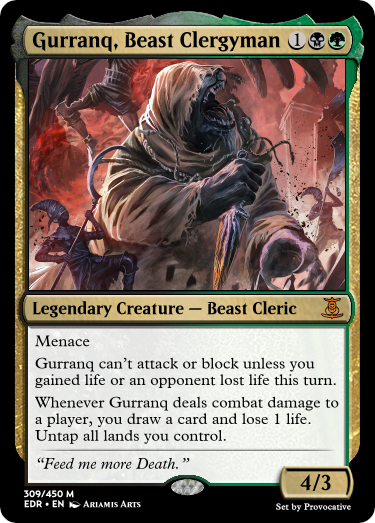 Gurranq, Beast Clergyman 1
Legendary Creature — Beast Cleric
Menace
Gurranq can't attack or block unless you
gained life or an opponent lost life this turn.
Whenever Gurranq deals combat damage to
a player, you draw a card and lose 1 life.
Untap all lands you control.
“Feed me more Death.”
4/3
309/450 M
EDR • EN Ariamis Arts
Set by Provocative